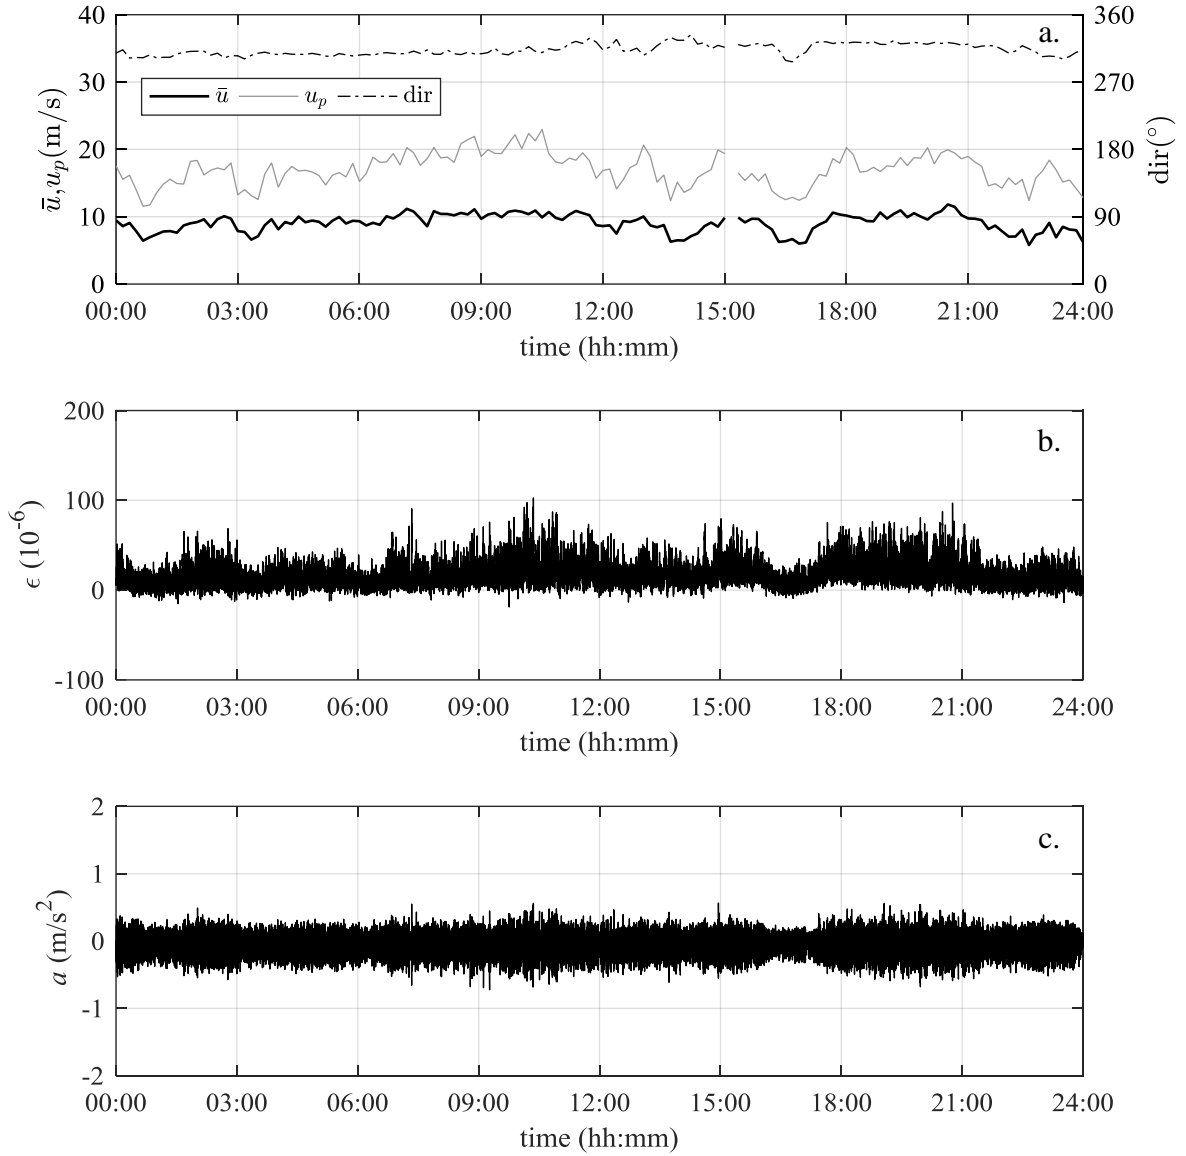 40 360
a.
30 270
ū u_p dir
20 180
10 90
0 0
ū,u_p(m/s)
dir(°)
00:00 03:00 06:00 09:00 12:00 15:00 18:00 21:00 24:00
time (hh:mm)
200
b.
100
0
-100
ϵ (10⁻⁶)
00:00 03:00 06:00 09:00 12:00 15:00 18:00 21:00 24:00
time (hh:mm)
2
c.
1
0
-1
-2
a (m/s²)
00:00 03:00 06:00 09:00 12:00 15:00 18:00 21:00 24:00
time (hh:mm)